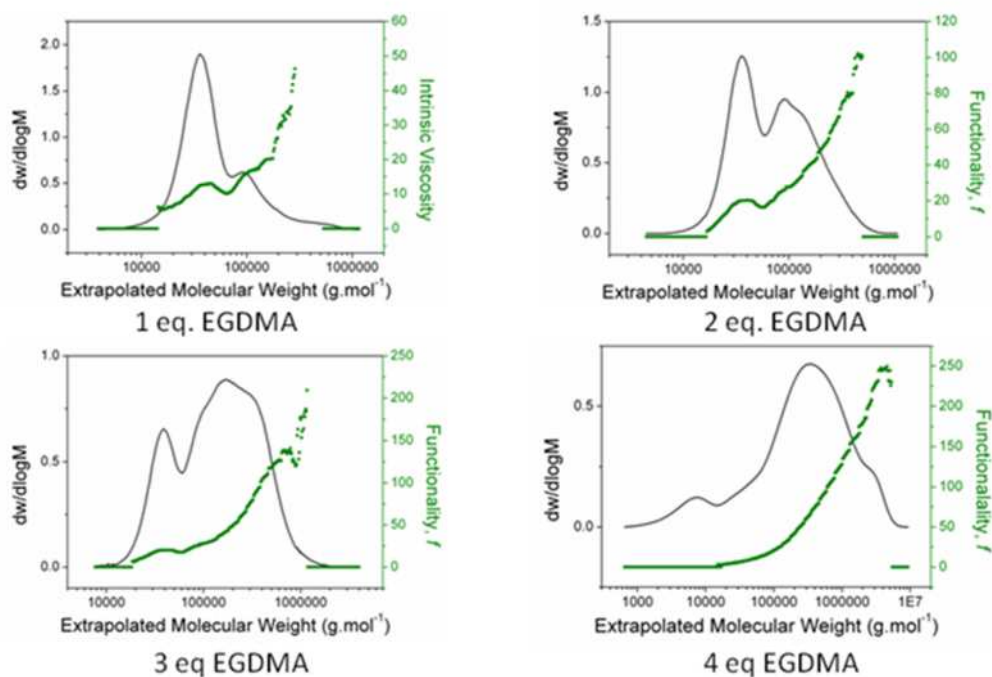 2.0
1.5
1.0
0.5
0.0
dw/dlogM
60
50
40
30
20
10
0
Intrinsic Viscosity
10000 100000 1000000
Extrapolated Molecular Weight (g.mol-1)
1 eq. EGDMA
1.5
1.0
0.5
0.0
dw/dlogM
120
100
80
60
40
20
0
Functionality, f
10000 100000 1000000
Extrapolated Molecular Weight (g.mol-1)
2 eq. EGDMA
1.0
0.5
0.0
dw/dlogM
250
200
150
100
50
0
Functionality, f
10000 100000 1000000
Extrapolated Molecular Weight (g.mol-1)
3 eq EGDMA
0.5
0.0
dw/dlogM
250
200
150
100
50
0
Functionalality, f
1000 10000 100000 1000000 1E7
Extrapolated Molecular Weight (g.mol-1)
4 eq EGDMA